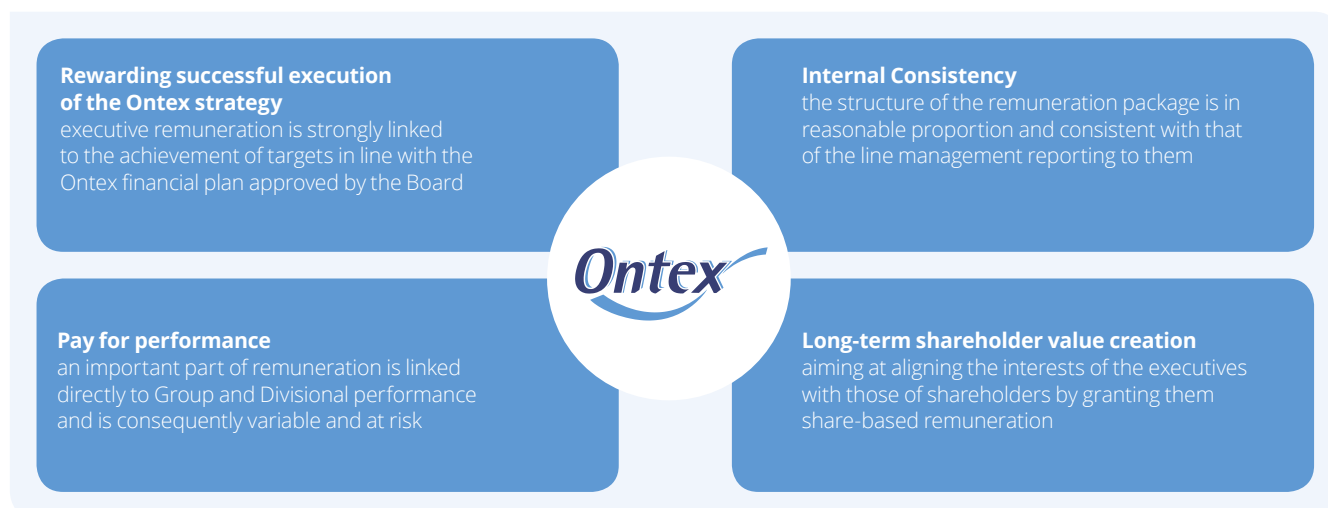 Rewarding successful execution
of the Ontex strategy
executive remuneration is strongly linked
to the achievement of targets in line with the
Ontex financial plan approved by the Board
Internal Consistency
the structure of the remuneration package is in
reasonable proportion and consistent with that
of the line management reporting to them
Ontex
Pay for performance
an important part of remuneration is linked
directly to Group and Divisional performance
and is consequently variable and at risk
Long-term shareholder value creation
aiming at aligning the interests of the executives
with those of shareholders by granting them
share-based remuneration